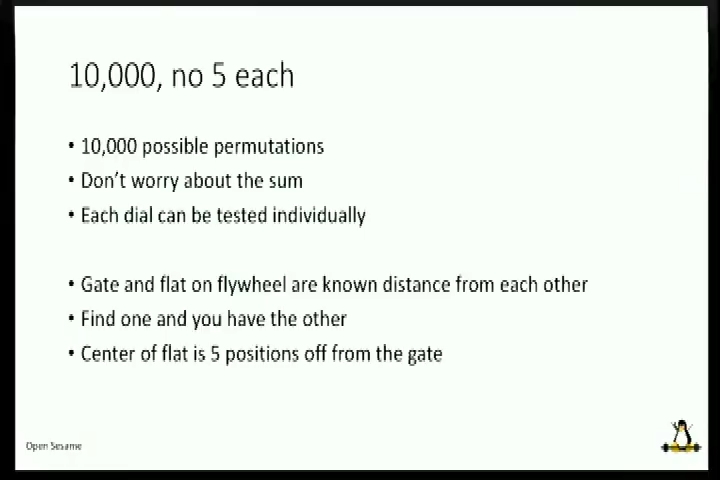 10,000, no 5 each
• 10,000 possible permutations
• Don't worry about the sum
• Each dial can be tested individually
• Gate and flat on flywheel are known distance from each other
• Find one and you have the other
• Center of flat is 5 positions off from the gate
Open Sesame